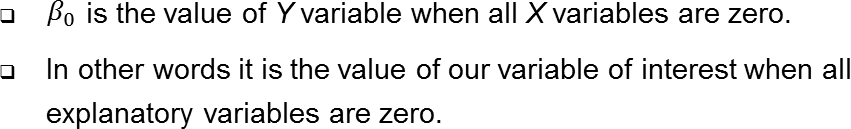 ❑ β₀ is the value of Y variable when all X variables are zero.
❑ In other words it is the value of our variable of interest when all
explanatory variables are zero.